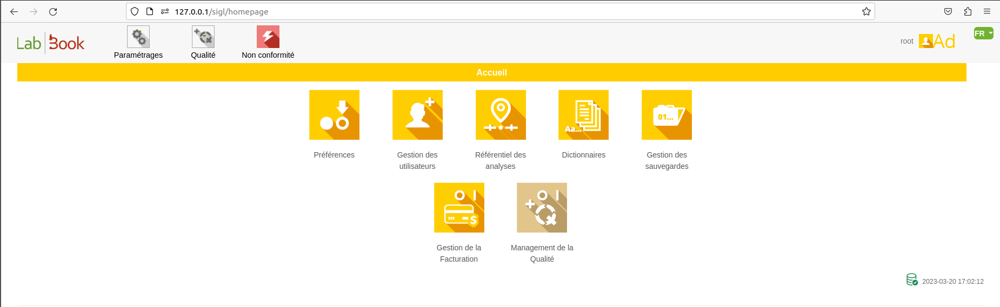 127.0.0.1/sigl/homepage
Lab Book
Paramétrages
Qualité
Non conformité
root
Ad
FR
Accueil
Aa...
01...
Préférences
Gestion des
utilisateurs
Référentiel des
analyses
Dictionnaires
Gestion des
sauvegardes
$
Gestion de la
Facturation
Management de la
Qualité
2023-03-20 17:02:12